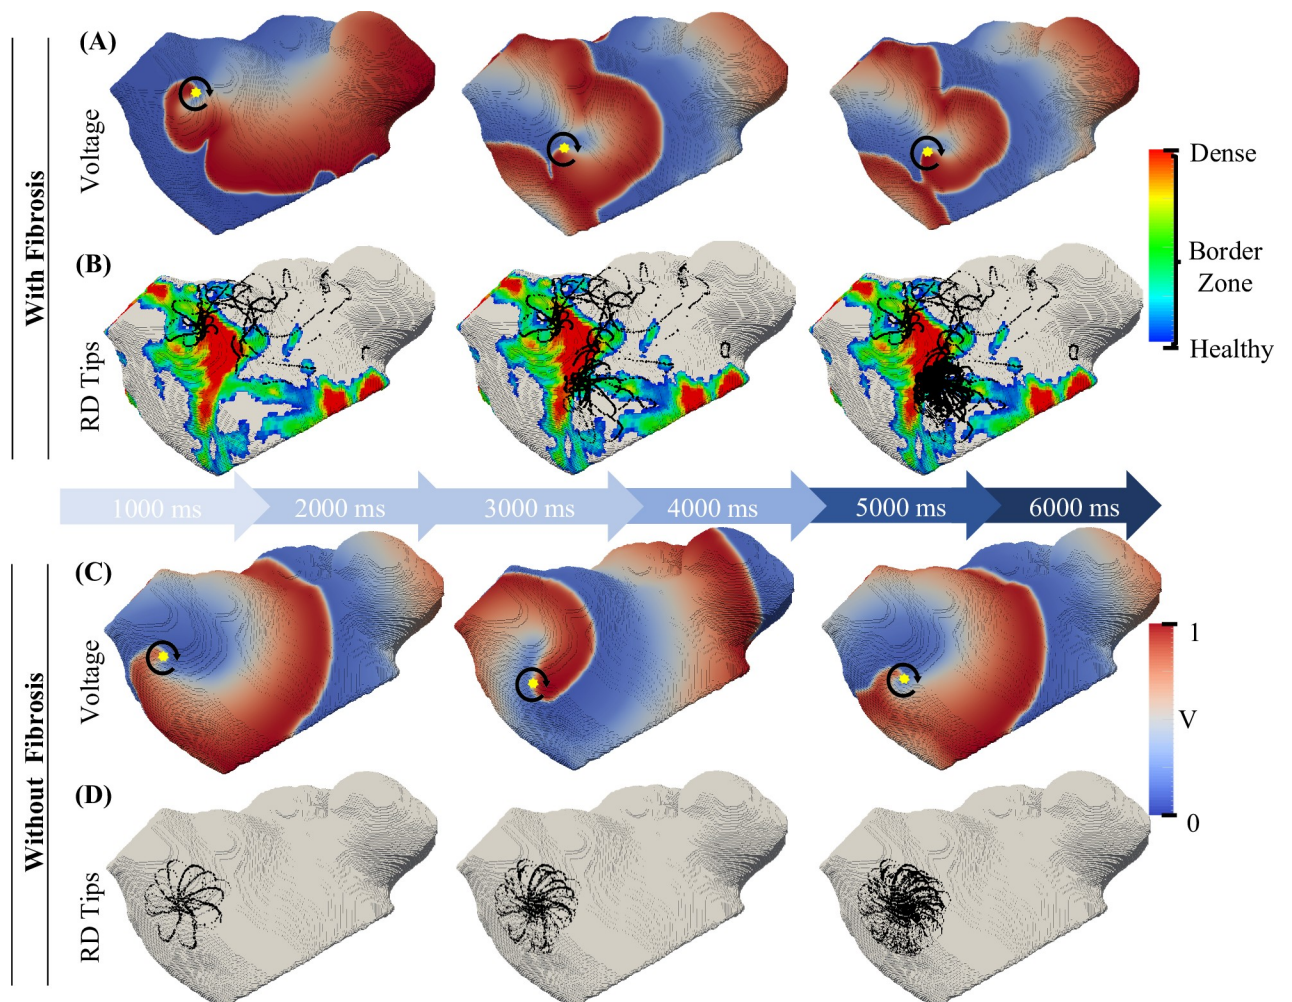 (A)
Voltage
With Fibrosis
Dense
Border
Zone
Healthy
(B)
RD Tips
1000 ms
2000 ms
3000 ms
4000 ms
5000 ms
6000 ms
(C)
Voltage
Without Fibrosis
1
V
0
(D)
RD Tips